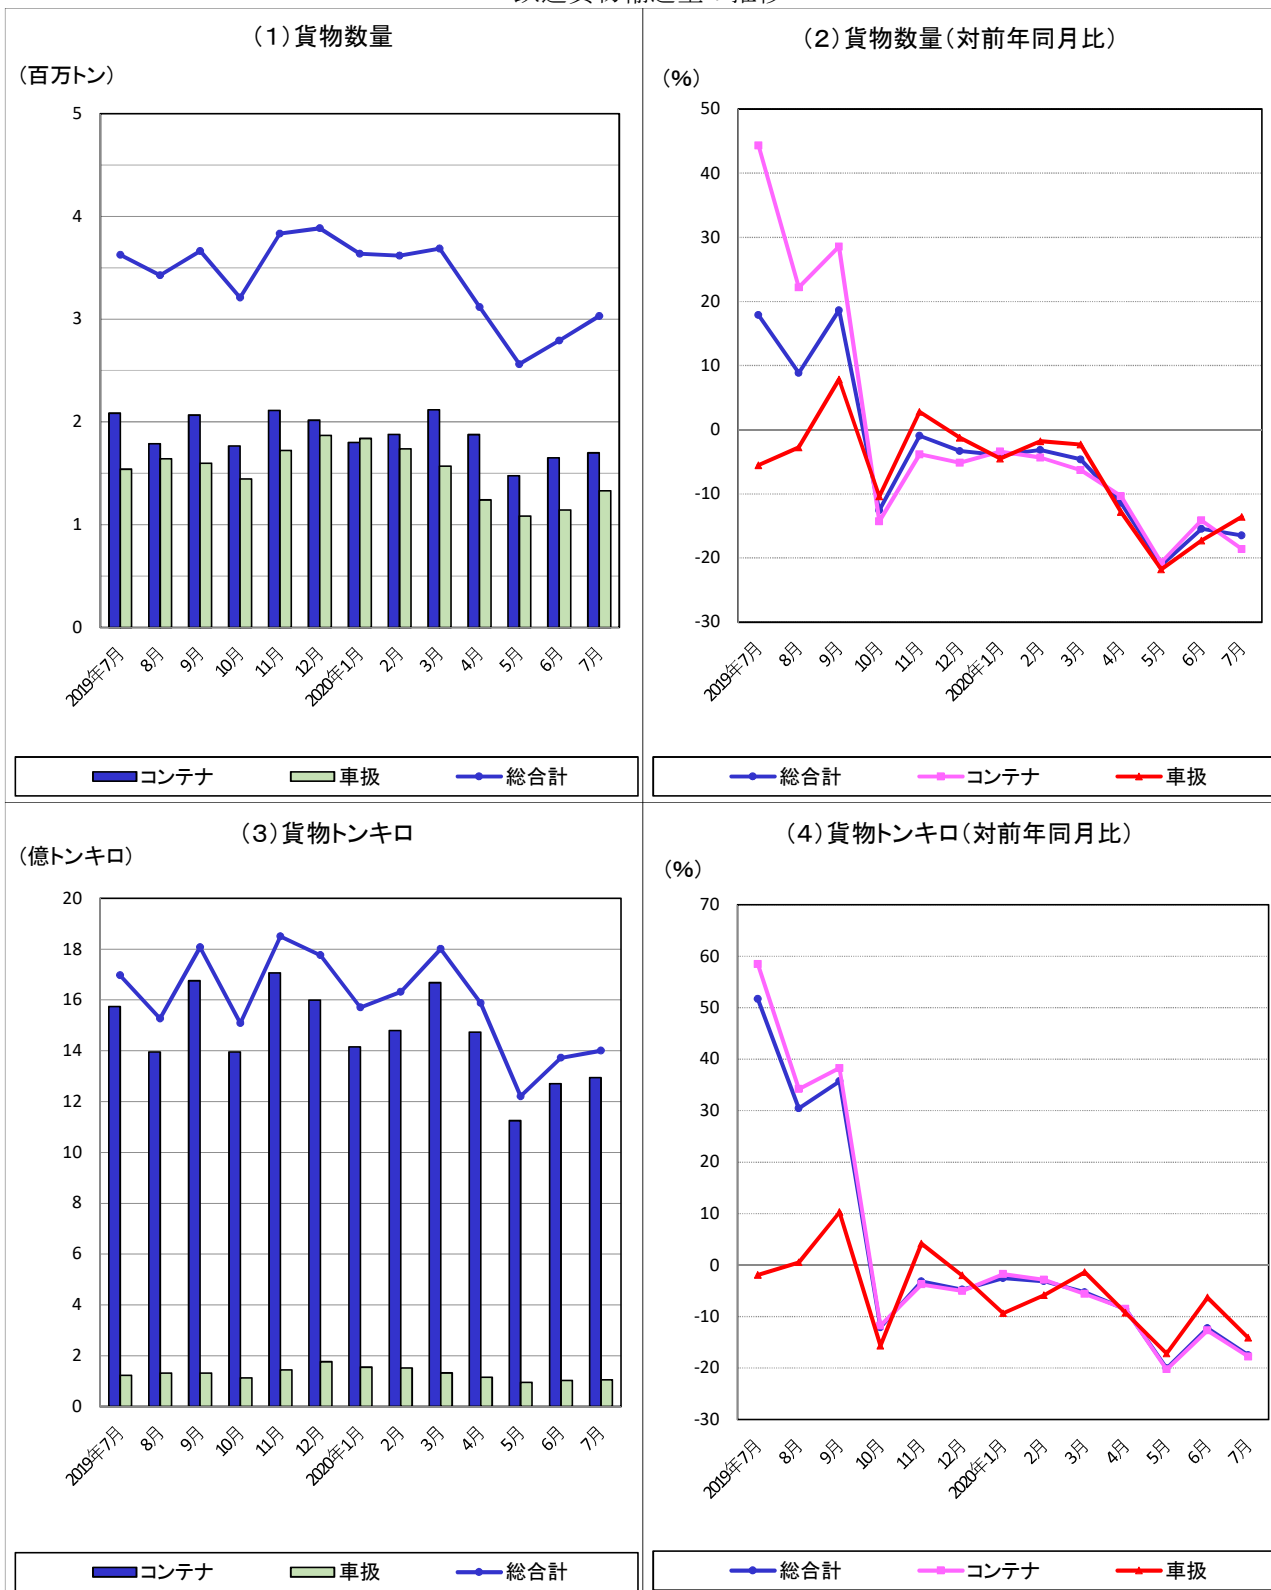 (1)貨物数量
(百万トン)
5
4
3
2
1
0
2019年7月
8月
9月
10月
11月
12月
2020年1月
2月
3月
4月
5月
6月
7月
コンテナ 車扱 総合計
(2)貨物数量(対前年同月比)
(%)
50
40
30
20
10
0
-10
-20
-30
2019年7月
8月
9月
10月
11月
12月
2020年1月
2月
3月
4月
5月
6月
7月
総合計 コンテナ 車扱
(3)貨物トンキロ
(億トンキロ)
20
18
16
14
12
10
8
6
4
2
0
2019年7月
8月
9月
10月
11月
12月
2020年1月
2月
3月
4月
5月
6月
7月
コンテナ 車扱 総合計
(4)貨物トンキロ(対前年同月比)
(%)
70
60
50
40
30
20
10
0
-10
-20
-30
2019年7月
8月
9月
10月
11月
12月
2020年1月
2月
3月
4月
5月
6月
7月
総合計 コンテナ 車扱